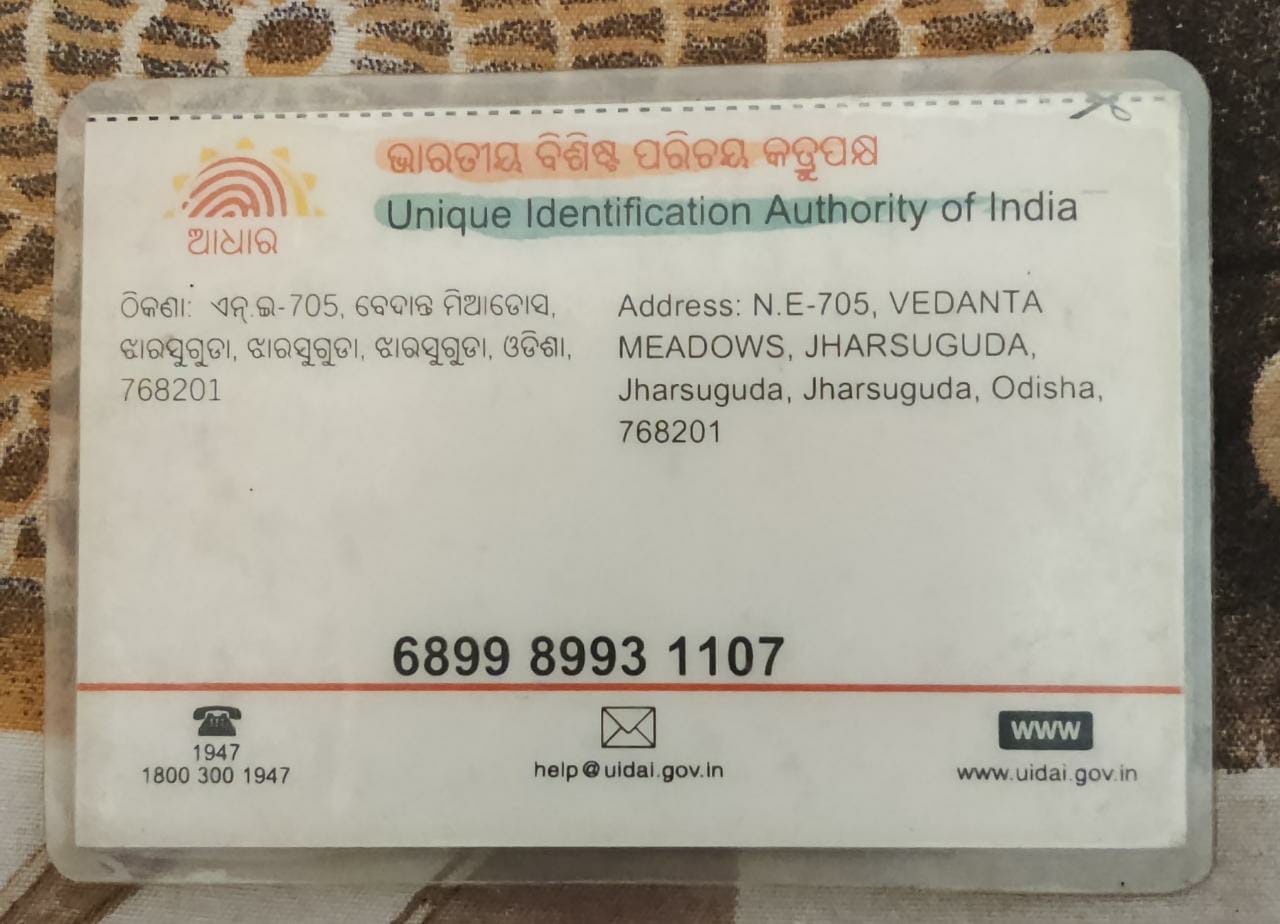 ଭାରତୀୟ ବିଶିଷ୍ଟ ପରିଚୟ କର୍ତ୍ତୃପକ୍ଷ
Unique Identification Authority of India
ଆଧାର
ଠିକଣା: ଏନ୍.ଇ-705, ବେଦାନ୍ତ ମିଆଡୋସ,
ଝାରସୁଗୁଡା, ଝାରସୁଗୁଡା, ଝାରସୁଗୁଡା, ଓଡିଶା,
768201
Address: N.E-705, VEDANTA
MEADOWS, JHARSUGUDA,
Jharsuguda, Jharsuguda, Odisha,
768201
6899 8993 1107
1947
1800 300 1947
help@uidai.gov.in
www
www.uidai.gov.in